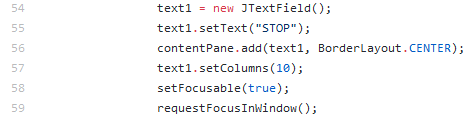 54 text1 = new JTextField();
55 text1.setText("STOP");
56 contentPane.add(text1, BorderLayout.CENTER);
57 text1.setColumns(10);
58 setFocusable(true);
59 requestFocusInWindow();